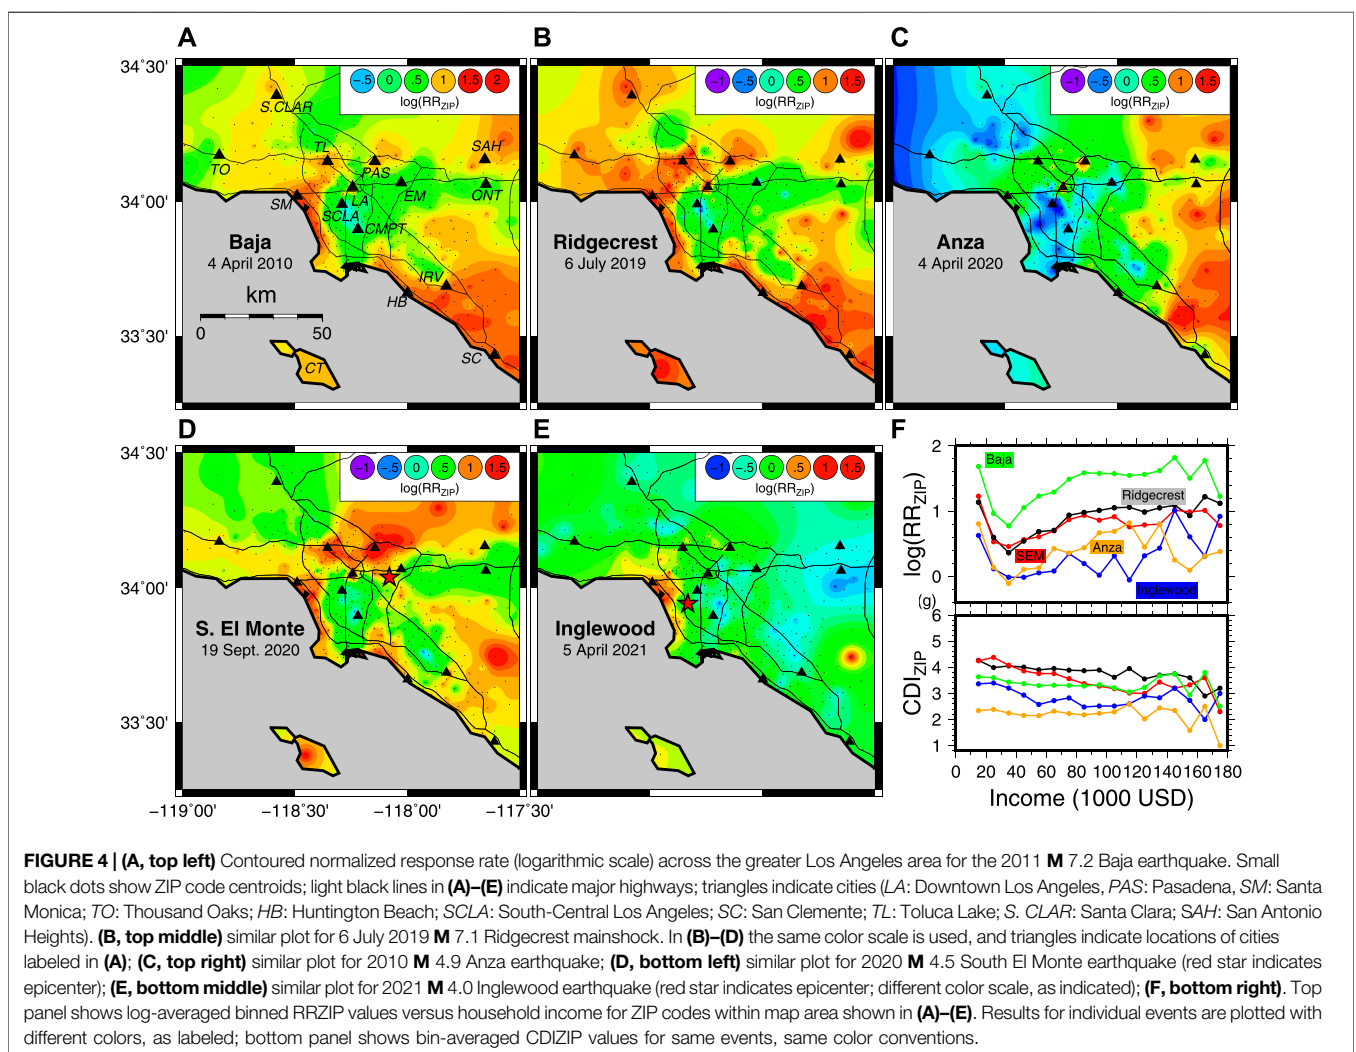 A
B
C
34°30'
34°00'
33°30'
−.5 0 .5 1 1.5 2
log(RRZIP)
S.CLAR
TL
SAH
TO
PAS
EM
ONT
SM
LA
SCLA
CMPT
Baja
4 April 2010
IRV
km
HB
0 50
SC
CT
−1 −.5 0 .5 1 1.5
log(RRZIP)
Ridgecrest
6 July 2019
−1 −.5 0 .5 1 1.5
log(RRZIP)
Anza
4 April 2020
D
E
F
34°30'
34°00'
33°30'
−1 −.5 0 .5 1 1.5
log(RRZIP)
S. El Monte
19 Sept. 2020
−119°00' −118°30' −118°00' −117°30'
−1 −.5 0 .5 1 1.5
log(RRZIP)
Inglewood
5 April 2021
2
1
0
log(RRZIP)
Baja
Ridgecrest
SEM
Anza
Inglewood
(g)
6
5
4
3
2
1
CDIZIP
0 20 40 60 80 100 120 140 160 180
Income (1000 USD)
FIGURE 4 | (A, top left) Contoured normalized response rate (logarithmic scale) across the greater Los Angeles area for the 2011 M 7.2 Baja earthquake. Small
black dots show ZIP code centroids; light black lines in (A)–(E) indicate major highways; triangles indicate cities (LA: Downtown Los Angeles, PAS: Pasadena, SM: Santa
Monica; TO: Thousand Oaks; HB: Huntington Beach; SCLA: South-Central Los Angeles; SC: San Clemente; TL: Toluca Lake; S. CLAR: Santa Clara; SAH: San Antonio
Heights). (B, top middle) similar plot for 6 July 2019 M 7.1 Ridgecrest mainshock. In (B)–(D) the same color scale is used, and triangles indicate locations of cities
labeled in (A); (C, top right) similar plot for 2010 M 4.9 Anza earthquake; (D, bottom left) similar plot for 2020 M 4.5 South El Monte earthquake (red star indicates
epicenter); (E, bottom middle) similar plot for 2021 M 4.0 Inglewood earthquake (red star indicates epicenter; different color scale, as indicated); (F, bottom right). Top
panel shows log-averaged binned RRZIP values versus household income for ZIP codes within map area shown in (A)–(E). Results for individual events are plotted with
different colors, as labeled; bottom panel shows bin-averaged CDIZIP values for same events, same color conventions.